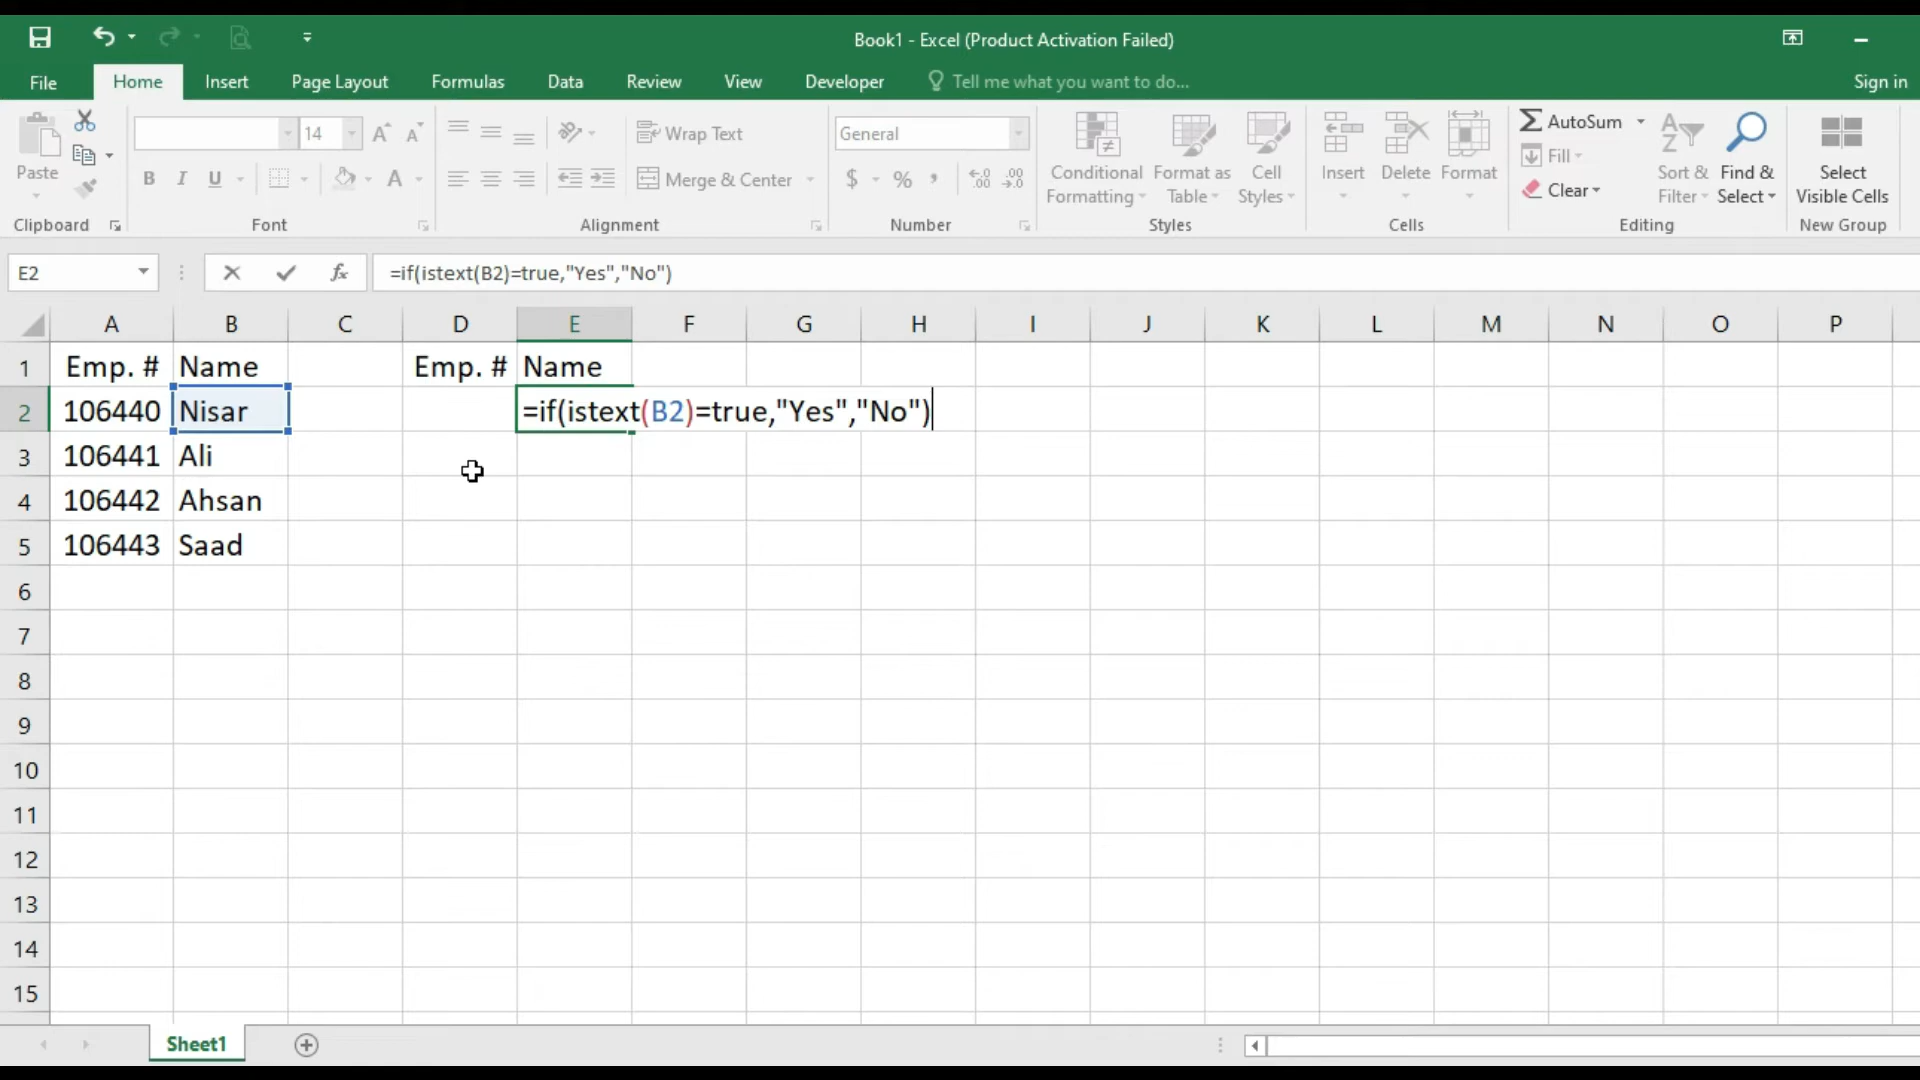 Book1 - Excel (Product Activation Failed)
File Home Insert Page Layout Formulas Data Review View Developer Tell me what you want to do... Sign in
Paste
Clipboard
14
B I U A
Font
Wrap Text
Merge & Center
Alignment
General
$ % ,
Number
Conditional Formatting
Format as Table
Cell Styles
Styles
Insert
Delete
Format
Cells
AutoSum
Fill
Clear
Sort & Filter
Find & Select
Editing
Select Visible Cells
New Group
E2 fx =if(istext(B2)=true,"Yes","No")
A B C D E F G H I J K L M N O P
1 Emp. # Name Emp. # Name
2 106440 Nisar =if(istext(B2)=true,"Yes","No")
3 106441 Ali
4 106442 Ahsan
5 106443 Saad
6
7
8
9
10
11
12
13
14
15
Sheet1